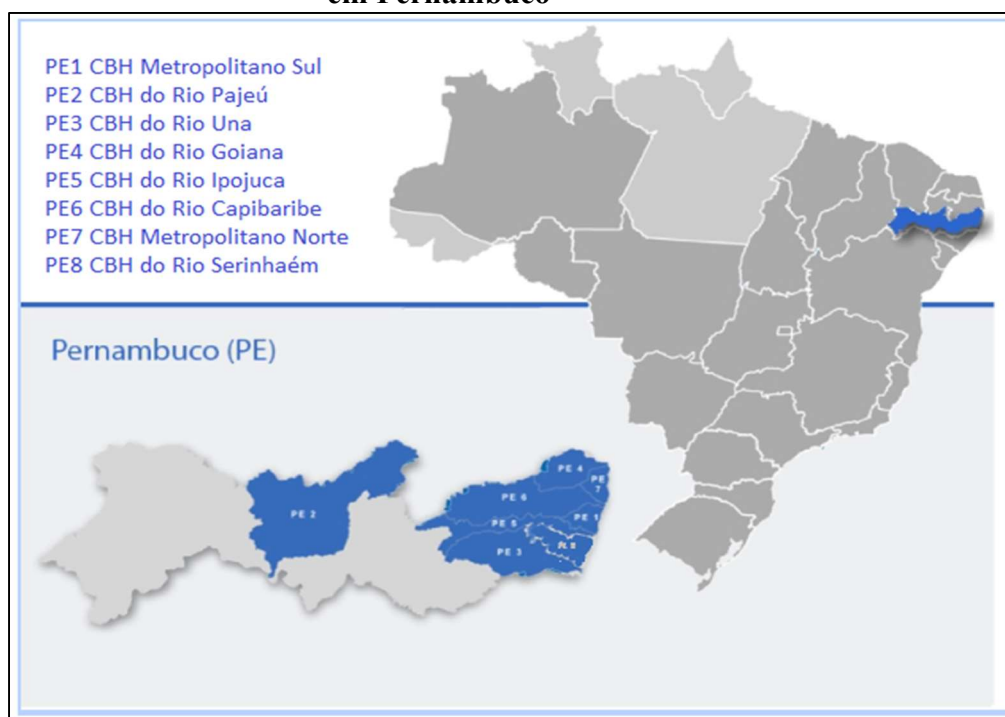 em Pernambuco
PE1 CBH Metropolitano Sul
PE2 CBH do Rio Pajeú
PE3 CBH do Rio Una
PE4 CBH do Rio Goiana
PE5 CBH do Rio Ipojuca
PE6 CBH do Rio Capibaribe
PE7 CBH Metropolitano Norte
PE8 CBH do Rio Serinhaém
Pernambuco (PE)
PE 4
PE
7
PE 6
PE 2
PE 1
PE 5
PE 3